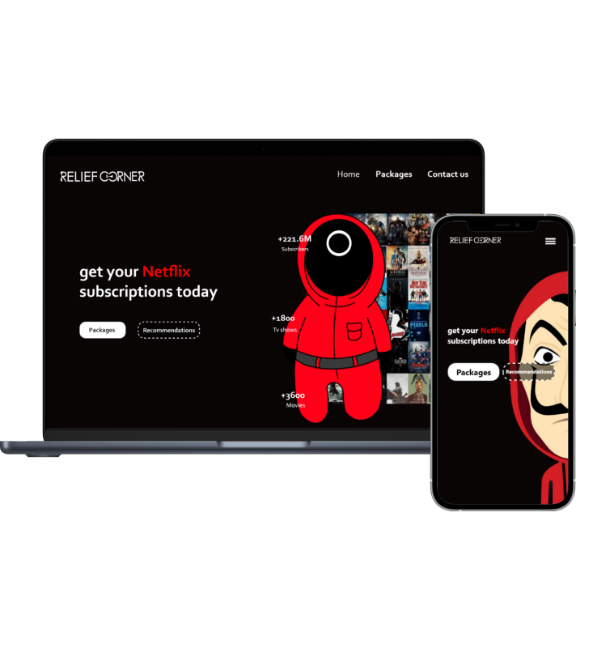 RELIEF CORNER
Home Packages Contact us
+221.6M
Subscribers
get your Netflix
subscriptions today
Packages Recommendations
+1800
Tv shows
+3600
Movies
RELIEF CORNER
get your Netflix
subscriptions today
Packages Recommendations